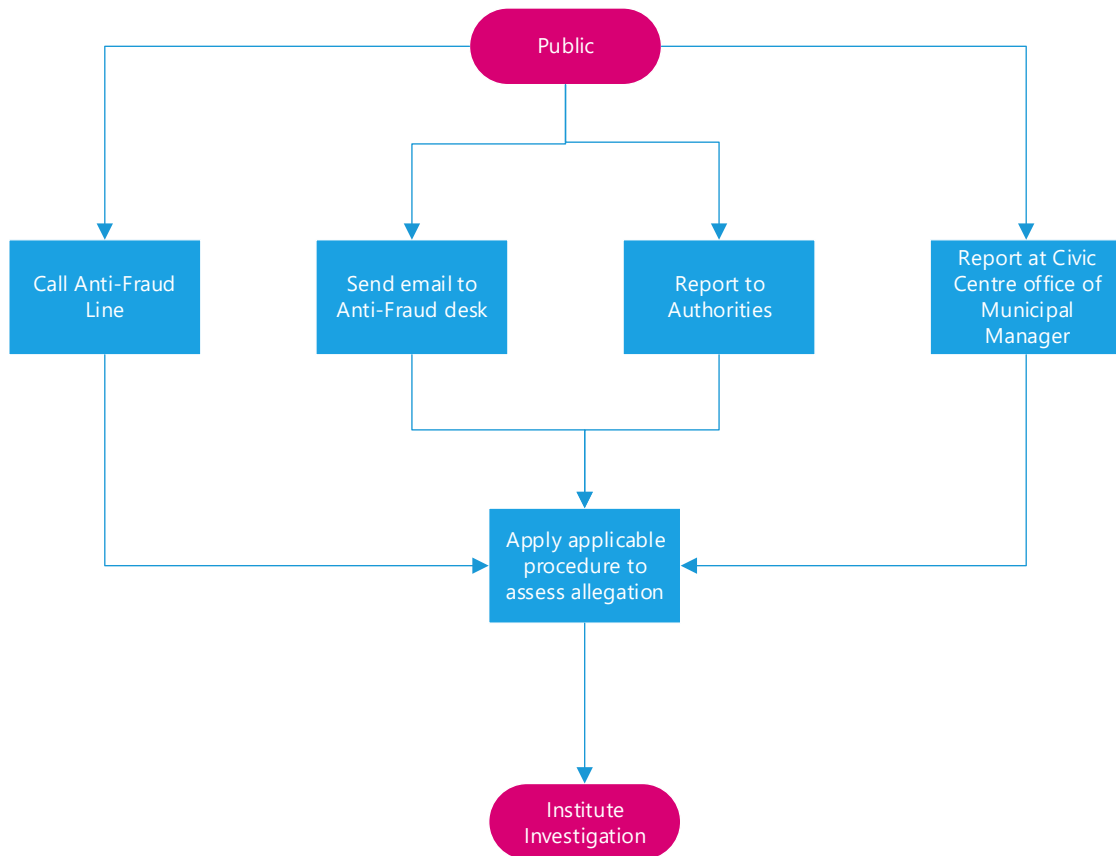 Public
Call Anti-Fraud
Line
Send email to
Anti-Fraud desk
Report to
Authorities
Report at Civic
Centre office of
Municipal
Manager
Apply applicable
procedure to
assess allegation
Institute
Investigation